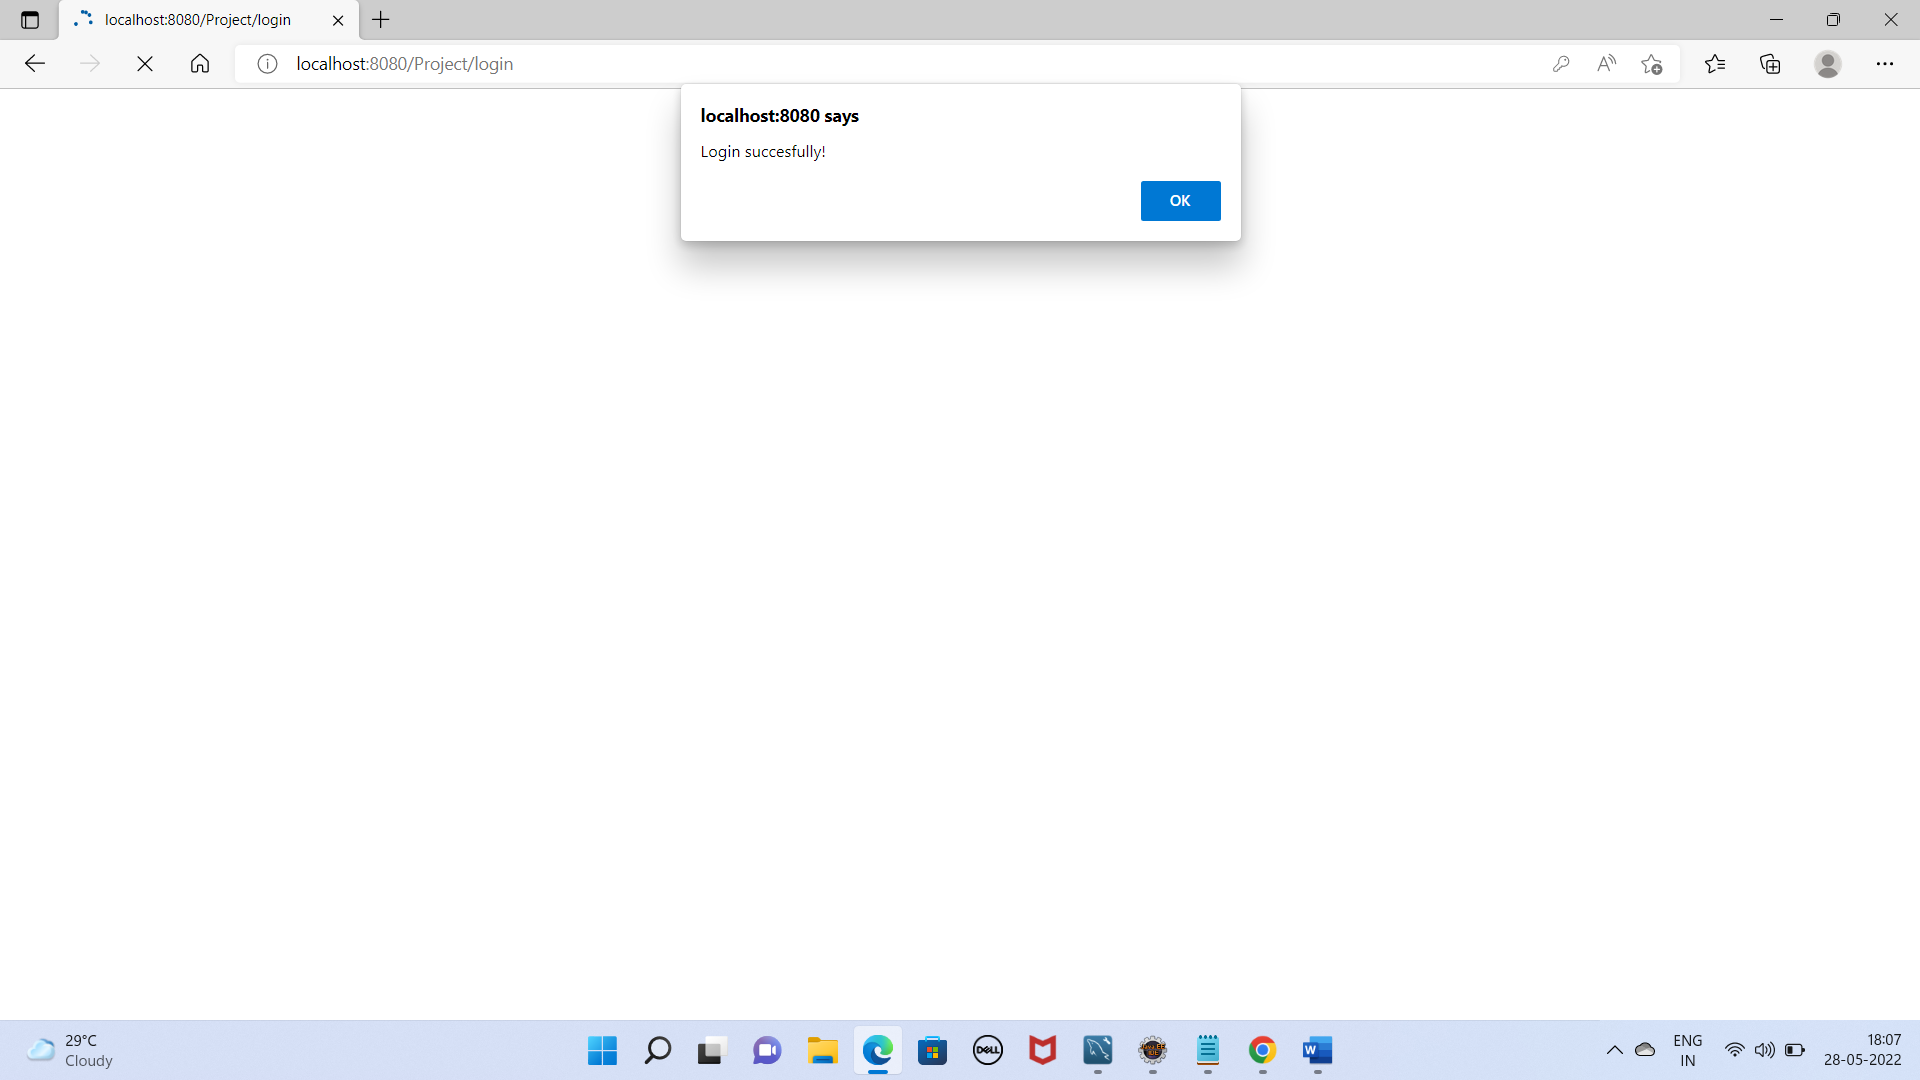 localhost:8080/Project/login
localhost:8080/Project/login
localhost:8080 says
Login succesfully!
OK
29°C
Cloudy
DELL
W
ENG
IN
18:07
28-05-2022